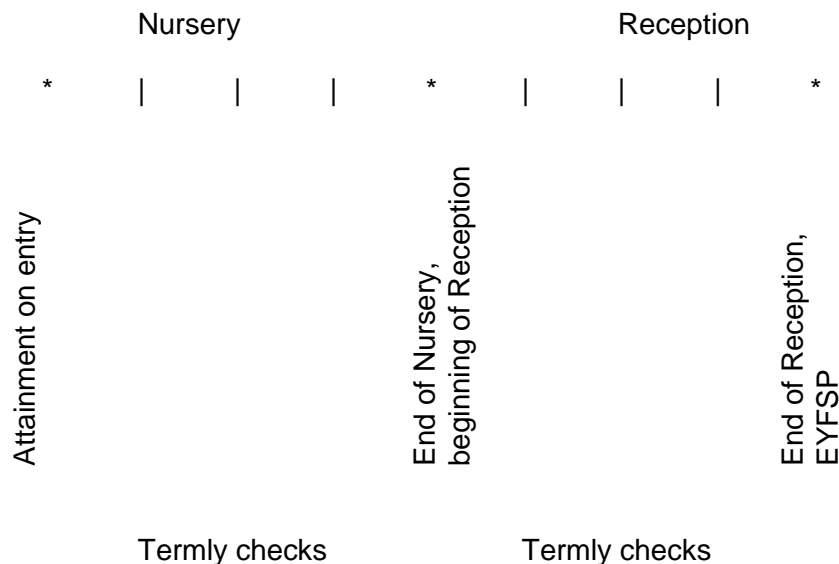 Nursery Reception
* | | | * | | | *
Attainment on entry
End of Nursery,
beginning of Reception
End of Reception,
EYFSP
Termly checks Termly checks